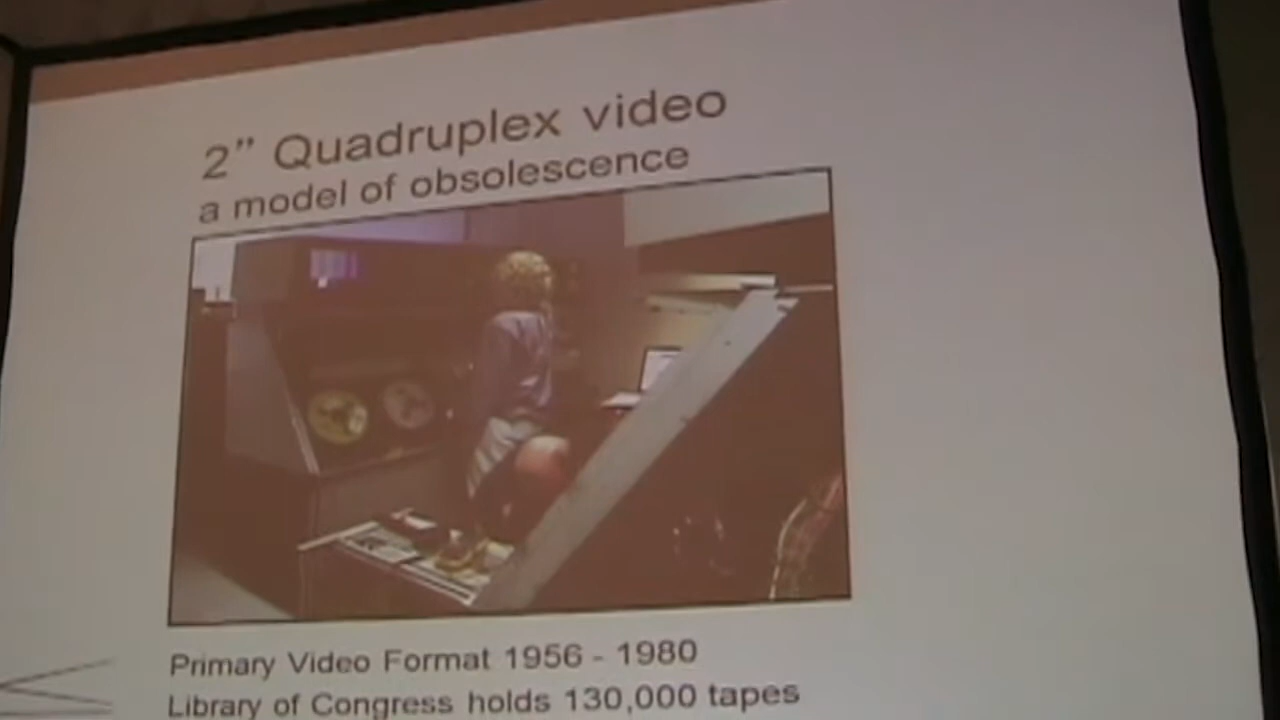 2” Quadruplex video
a model of obsolescence
Primary Video Format 1956 - 1980
Library of Congress holds 130,000 tapes